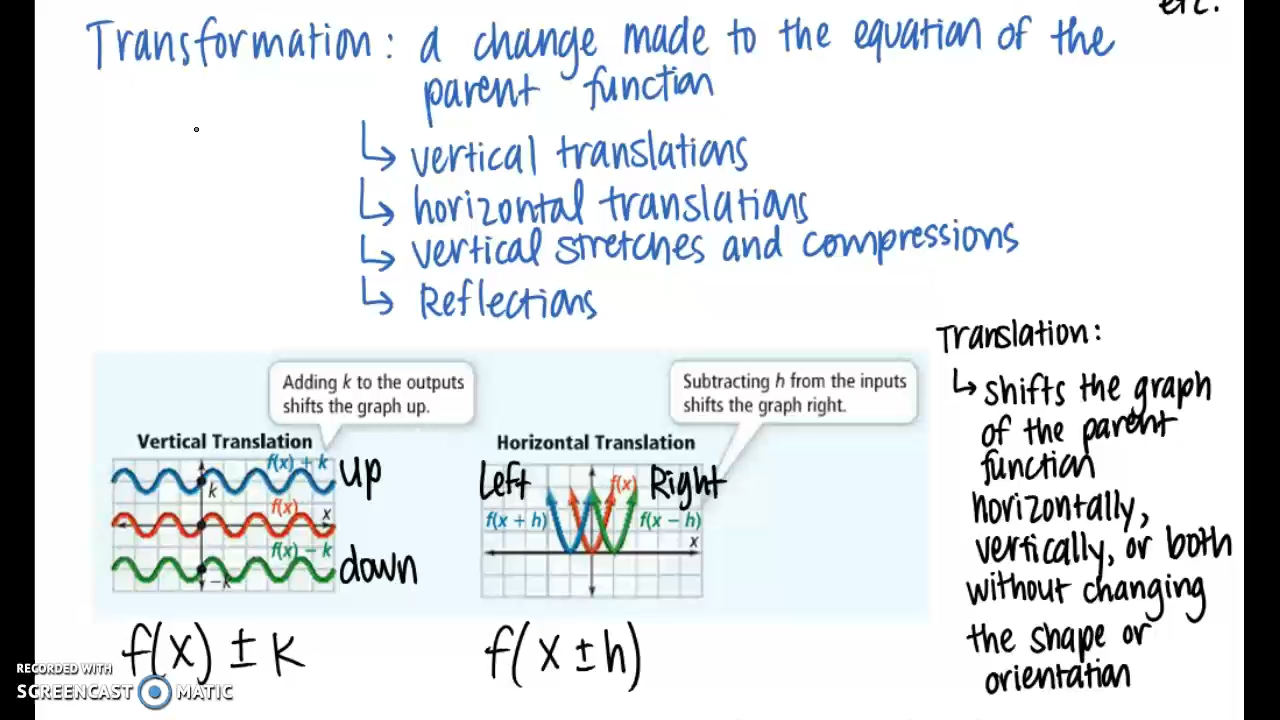 etc.
Transformation: a change made to the equation of the
parent function
↳ vertical translations
↳ horizontal translations
↳ vertical stretches and compressions
↳ Reflections
Adding k to the outputs
shifts the graph up.
Vertical Translation
f(x) + k
up
k
f(x)
x
f(x) − k
−k
down
f(x) ± k
Subtracting h from the inputs
shifts the graph right.
Horizontal Translation
Left
f(x)
Right
f(x + h)
f(x − h)
x
f(x ± h)
Translation:
↳ shifts the graph
of the parent
function
horizontally,
vertically, or both
without changing
the shape or
orientation
RECORDED WITH
SCREENCAST MATIC